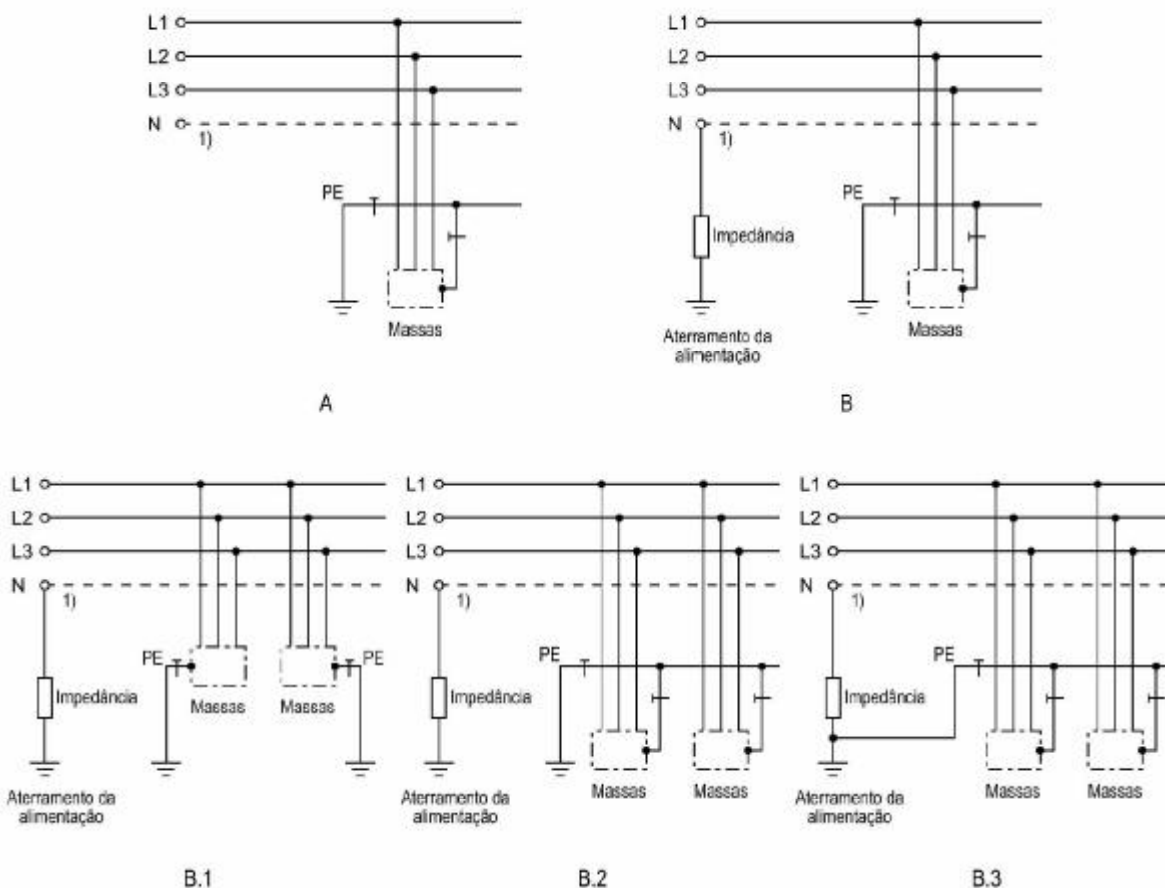 L1
L2
L3
N
1)
PE
Massas
A
L1
L2
L3
N
1)
PE
Impedância
Massas
Aterramento da
alimentação
B
L1
L2
L3
N
1)
PE
PE
Impedância
Massas
Massas
Aterramento da
alimentação
B.1
L1
L2
L3
N
1)
PE
Impedância
Massas
Massas
Aterramento da
alimentação
B.2
L1
L2
L3
N
1)
PE
Impedância
Massas
Massas
Aterramento da
alimentação
B.3